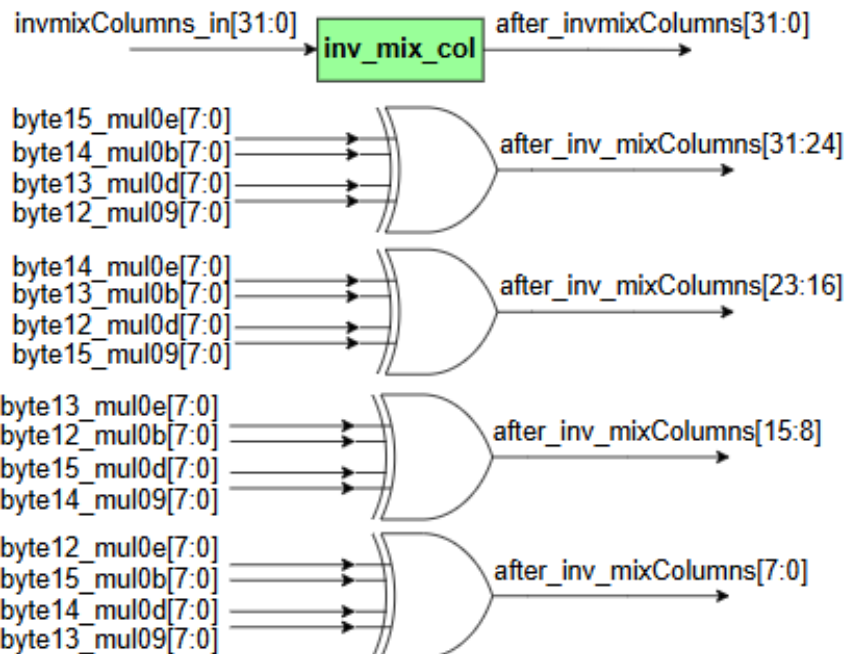 invmixColumns_in[31:0]
inv_mix_col
after_invmixColumns[31:0]
byte15_mul0e[7:0]
byte14_mul0b[7:0]
byte13_mul0d[7:0]
byte12_mul09[7:0]
after_inv_mixColumns[31:24]
byte14_mul0e[7:0]
byte13_mul0b[7:0]
byte12_mul0d[7:0]
byte15_mul09[7:0]
after_inv_mixColumns[23:16]
byte13_mul0e[7:0]
byte12_mul0b[7:0]
byte15_mul0d[7:0]
byte14_mul09[7:0]
after_inv_mixColumns[15:8]
byte12_mul0e[7:0]
byte15_mul0b[7:0]
byte14_mul0d[7:0]
byte13_mul09[7:0]
after_inv_mixColumns[7:0]